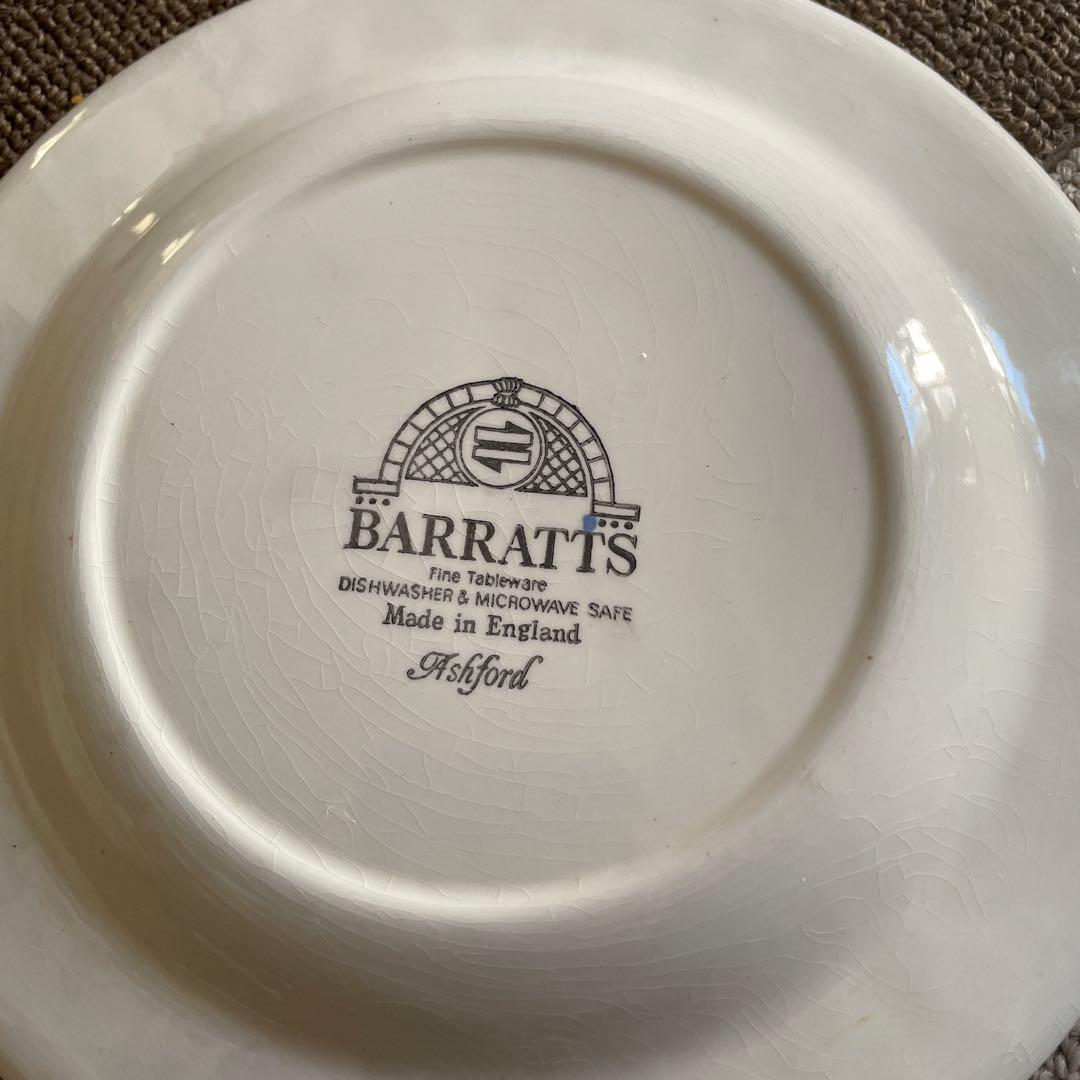 BARRATTS
Fine Tableware
DISHWASHER & MICROWAVE SAFE
Made in England
Ashford